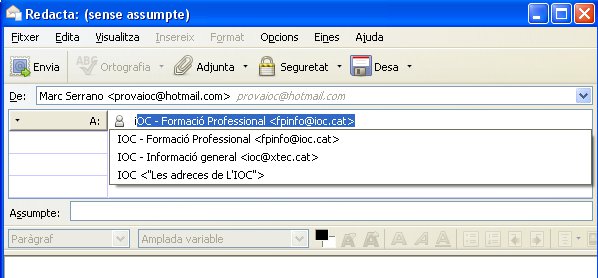 Redacta: (sense assumpte)
Fitxer Edita Visualitza Insereix Format Opcions Eines Ajuda
Envia ABC Ortografia Adjunta Seguretat Desa
De: Marc Serrano <provaioc@hotmail.com> provaioc@hotmail.com
A: iOC - Formació Professional <fpinfo@ioc.cat>
IOC - Formació Professional <fpinfo@ioc.cat>
IOC - Informació general <ioc@xtec.cat>
IOC <"Les adreces de L'IOC">
Assumpte:
Paràgraf Amplada variable A A A A A